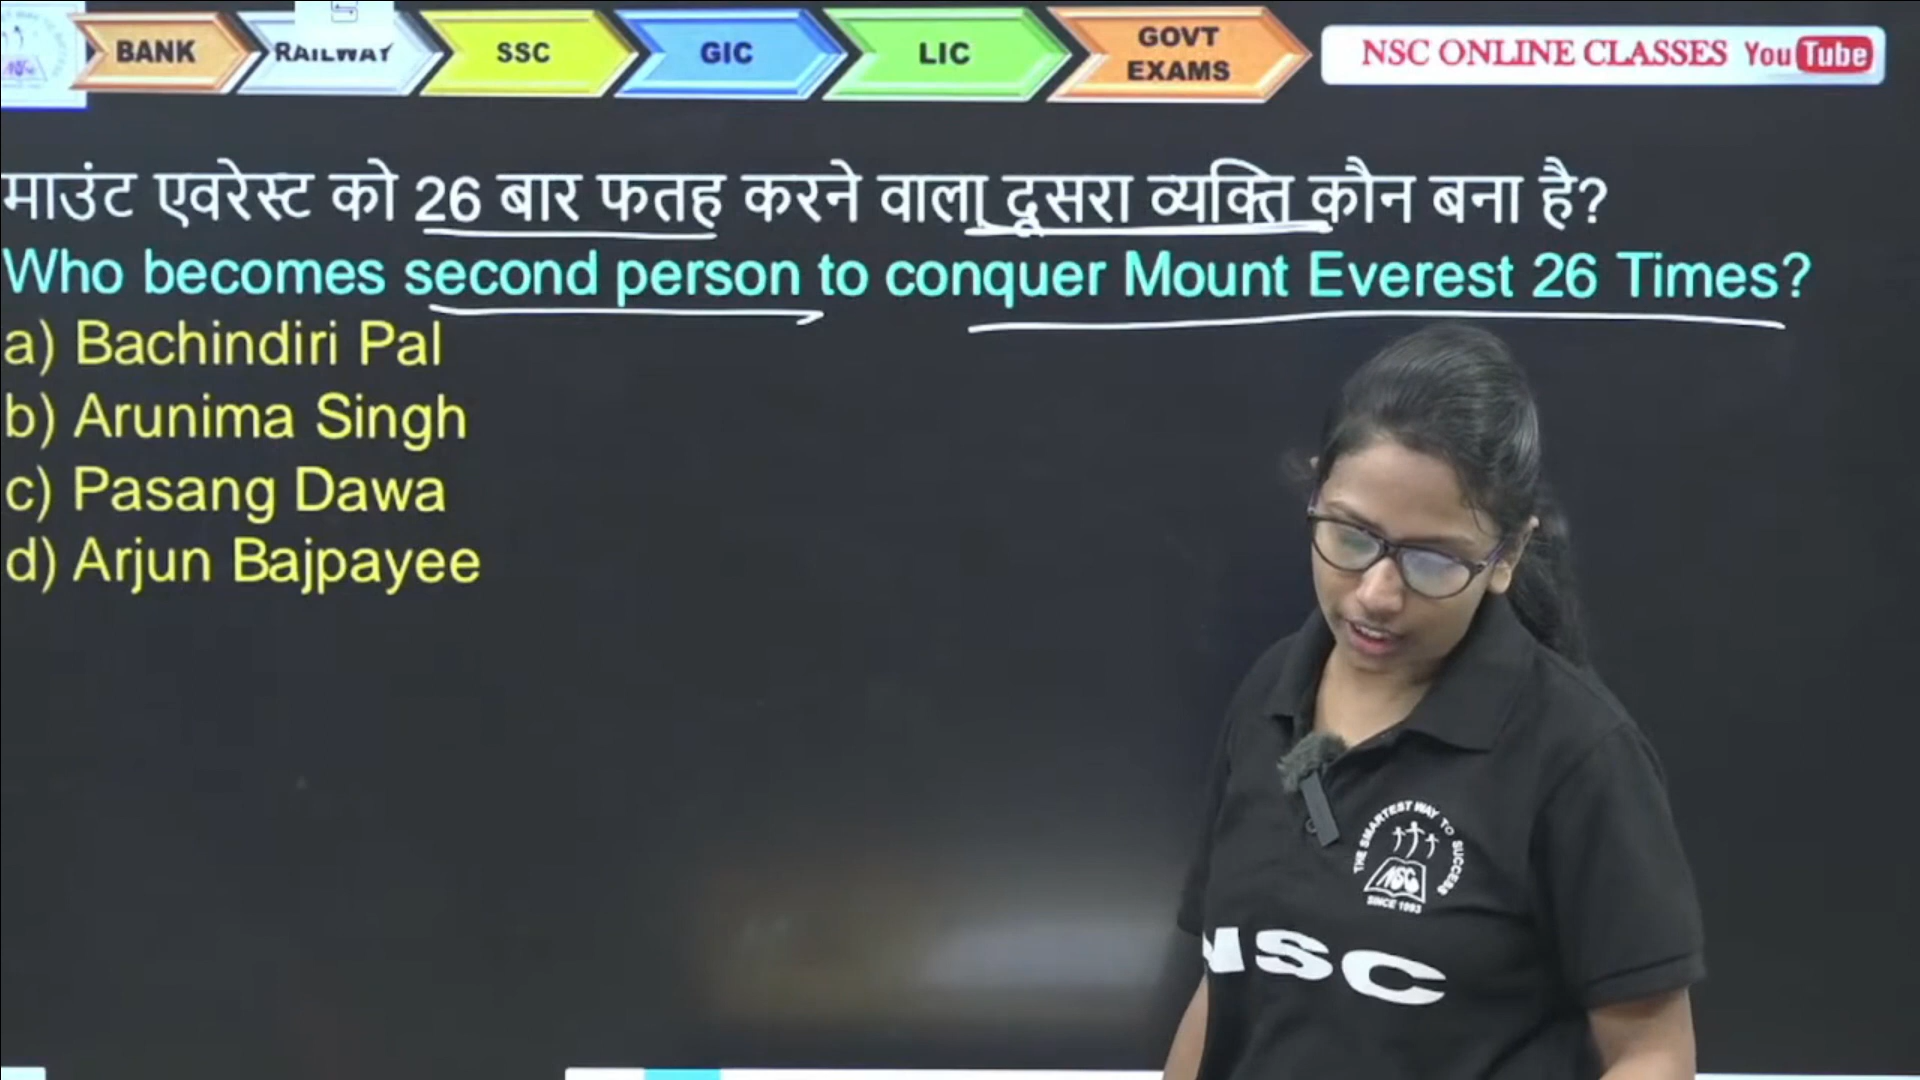 BANK
RAILWAY
SSC
GIC
LIC
GOVT
EXAMS
NSC ONLINE CLASSES YouTube
माउंट एवरेस्ट को 26 बार फतह करने वाला दूसरा व्यक्ति कौन बना है?
Who becomes second person to conquer Mount Everest 26 Times?
a) Bachindiri Pal
b) Arunima Singh
c) Pasang Dawa
d) Arjun Bajpayee
THE SMARTEST WAY TO SUCCESS
NSC
SINCE 1993
NSC